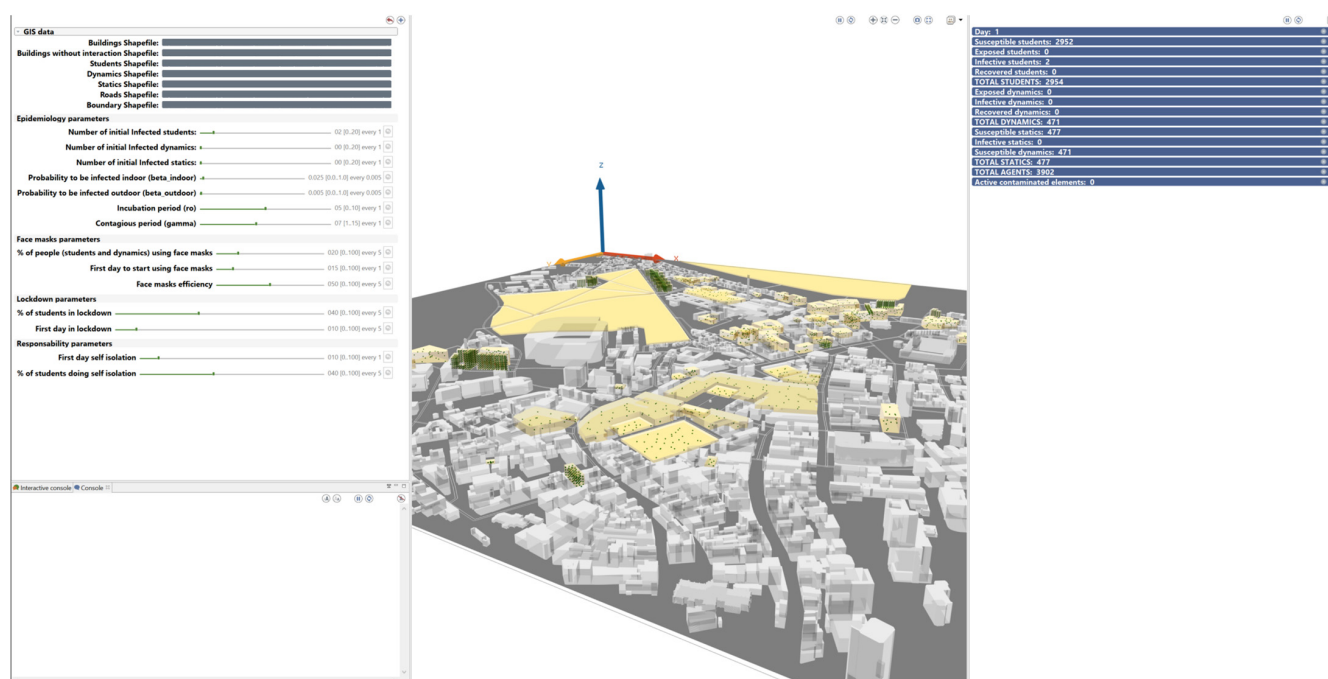 GIS data
Buildings Shapefile:
Buildings without interaction Shapefile:
Students Shapefile:
Dynamics Shapefile:
Statics Shapefile:
Roads Shapefile:
Boundary Shapefile:
Epidemiology parameters
Number of initial Infected students: 02 [0..20] every 1
Number of initial Infected dynamics: 00 [0..20] every 1
Number of initial Infected statics: 00 [0..20] every 1
Probability to be infected indoor (beta_indoor) 0.025 [0.0..1.0] every 0.005
Probability to be infected outdoor (beta_outdoor) 0.005 [0.0..1.0] every 0.005
Incubation period (ro) 05 [0..10] every 1
Contagious period (gamma) 07 [1..15] every 1
Face masks parameters
% of people (students and dynamics) using face masks 020 [0..100] every 5
First day to start using face masks 015 [0..100] every 1
Face masks efficiency 050 [0..100] every 5
Lockdown parameters
% of students in lockdown 040 [0..100] every 5
First day in lockdown 010 [0..100] every 5
Responsability parameters
First day self isolation 010 [0..100] every 1
% of students doing self isolation 040 [0..100] every 5
Interactive console Console
Z
Y
X
Day: 1
Susceptible students: 2952
Exposed students: 0
Infective students: 2
Recovered students: 0
TOTAL STUDENTS: 2954
Exposed dynamics: 0
Infective dynamics: 0
Recovered dynamics: 0
TOTAL DYNAMICS: 471
Susceptible statics: 477
Infective statics: 0
Susceptible dynamics: 471
TOTAL STATICS: 477
TOTAL AGENTS: 3902
Active contaminated elements: 0